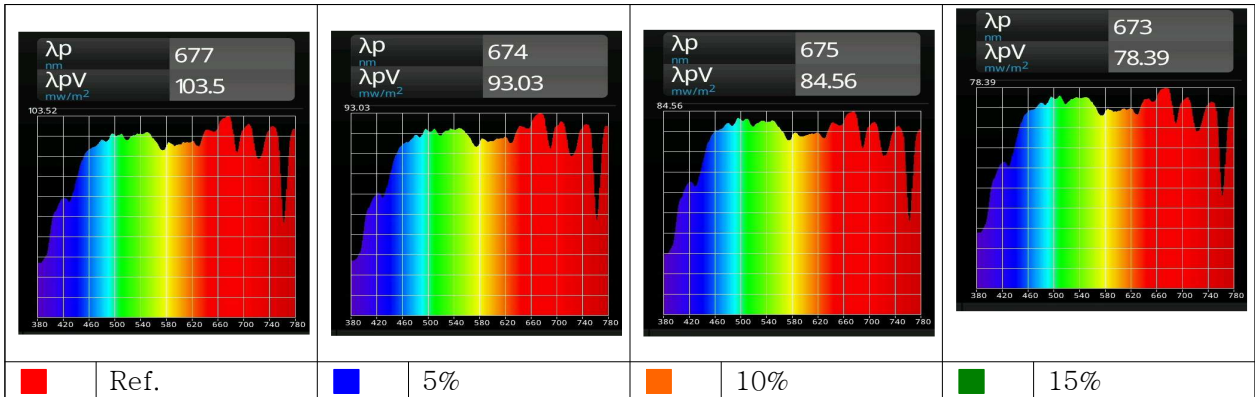 λp nm 677
λpV mw/m² 103.5
103.52
380 420 460 500 540 580 620 660 700 740 780
λp nm 674
λpV mw/m² 93.03
93.03
380 420 460 500 540 580 620 660 700 740 780
λp nm 675
λpV mw/m² 84.56
84.56
380 420 460 500 540 580 620 660 700 740 780
λp nm 673
λpV mw/m² 78.39
78.39
380 420 460 500 540 580 620 660 700 740 780
Ref. 5% 10% 15%